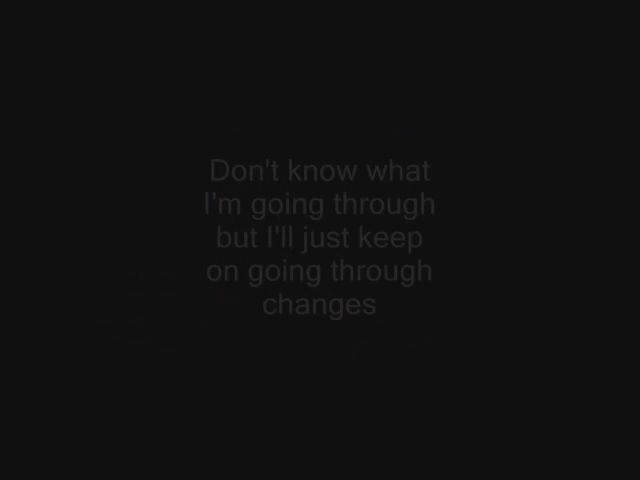 Don't know what
I'm going through
but I'll just keep
on going through
changes